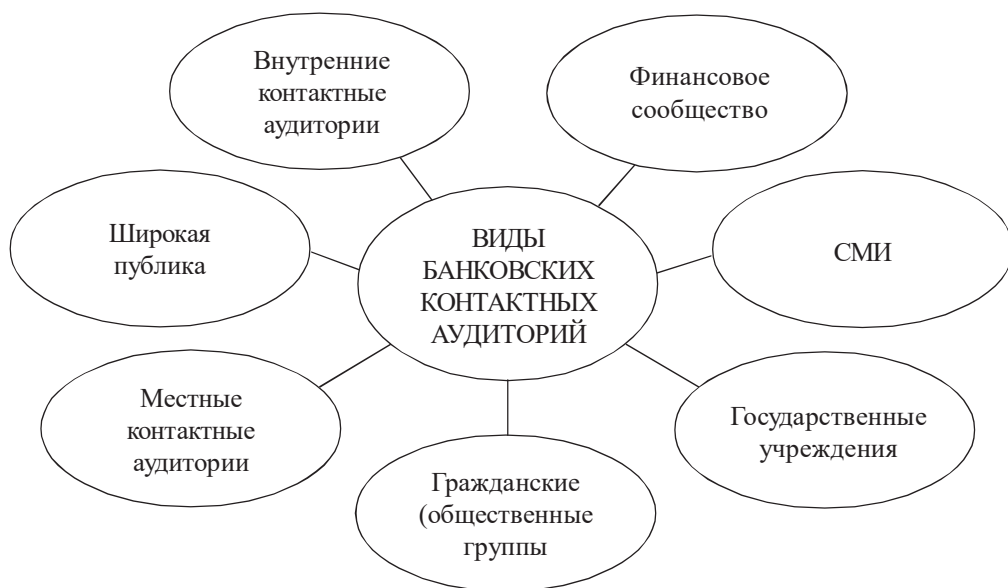 Внутренние
контактные
аудитории
Финансовое
сообщество
Широкая
публика
ВИДЫ
БАНКОВСКИХ
КОНТАКТНЫХ
АУДИТОРИЙ
СМИ
Местные
контактные
аудитории
Государственные
учреждения
Гражданские
(общественные
группы